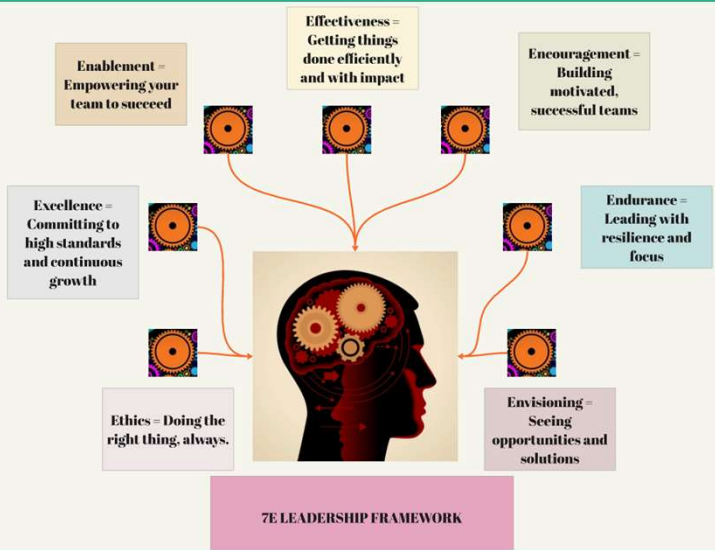 Effectiveness =
Getting things
done efficiently
and with impact
Enablement =
Empowering your
team to succeed
Encouragement =
Building
motivated,
successful teams
Excellence =
Committing to
high standards
and continuous
growth
Endurance =
Leading with
resilience and
focus
Ethics = Doing the
right thing, always.
Envisioning =
Seeing
opportunities and
solutions
7E LEADERSHIP FRAMEWORK